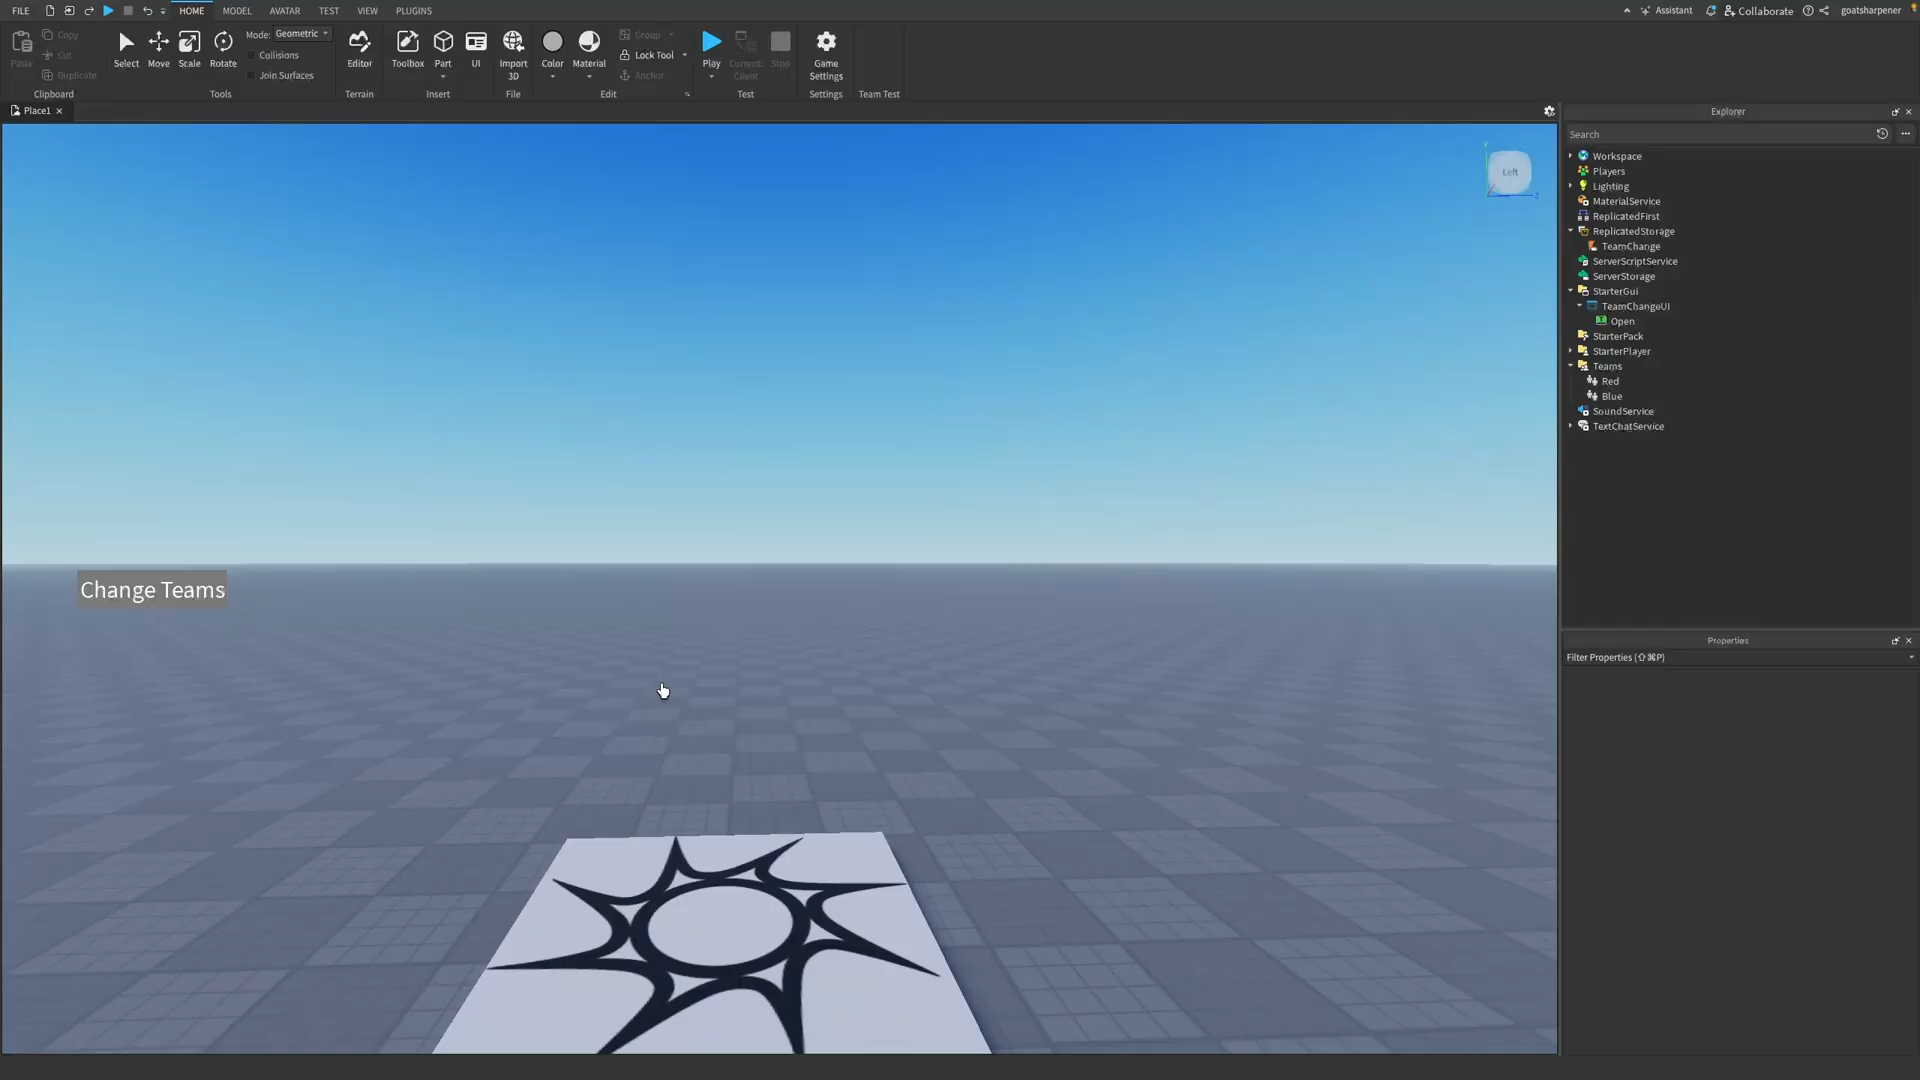 FILE HOME MODEL AVATAR TEST VIEW PLUGINS Assistant Collaborate goatsharpener
Paste Copy Cut Duplicate
Select Move Scale Rotate
Mode: Geometric
Collisions
Join Surfaces
Editor Toolbox Part UI Import 3D Color Material
Group
Lock Tool
Anchor
Play Current: Client Stop Game Settings
Clipboard Tools Terrain Insert File Edit Test Settings Team Test
Place1
Left
Y
Z
Change Teams
Explorer
Search
Workspace
Players
Lighting
MaterialService
ReplicatedFirst
ReplicatedStorage
TeamChange
ServerScriptService
ServerStorage
StarterGui
TeamChangeUI
Open
StarterPack
StarterPlayer
Teams
Red
Blue
SoundService
TextChatService
Properties
Filter Properties (⇧⌘P)